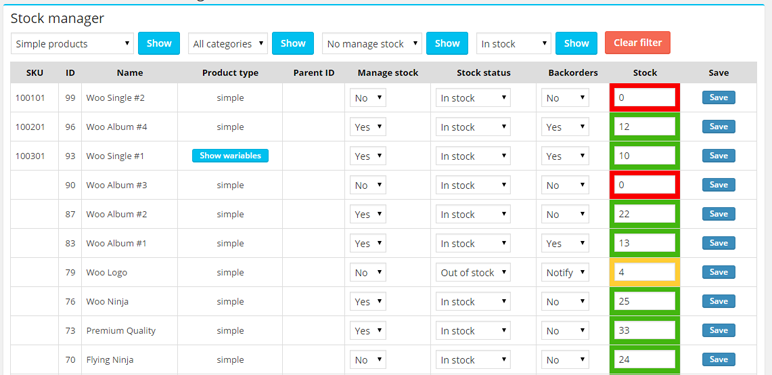 Stock manager
Simple products Show All categories Show No manage stock Show In stock Show Clear filter
SKU ID Name Product type Parent ID Manage stock Stock status Backorders Stock Save
100101 99 Woo Single #2 simple No In stock No 0 Save
100201 96 Woo Album #4 simple Yes In stock Yes 12 Save
100301 93 Woo Single #1 Show wariables Yes In stock Yes 10 Save
90 Woo Album #3 simple No In stock No 0 Save
87 Woo Album #2 simple Yes In stock No 22 Save
83 Woo Album #1 simple Yes In stock Yes 13 Save
79 Woo Logo simple No Out of stock Notify 4 Save
76 Woo Ninja simple Yes In stock No 25 Save
73 Premium Quality simple Yes In stock No 33 Save
70 Flying Ninja simple No In stock No 24 Save